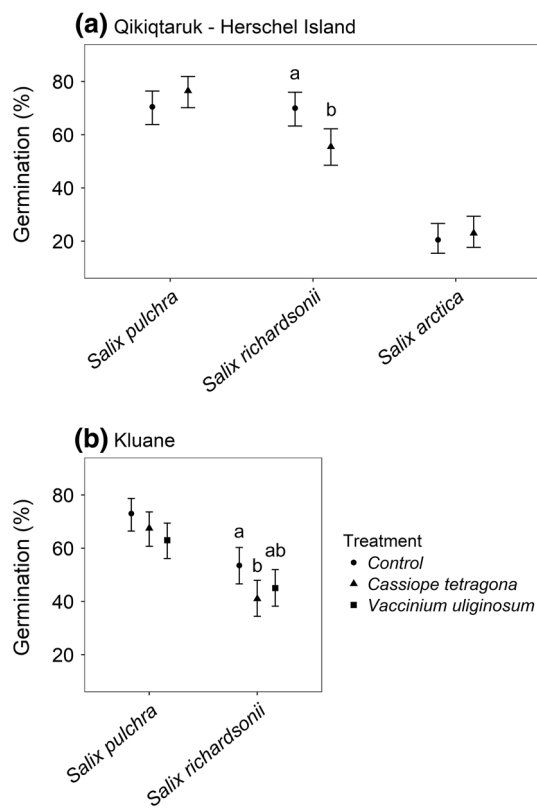 (a) Qikiqtaruk - Herschel Island
Germination (%)
80
60
40
20
a
b
Salix pulchra
Salix richardsonii
Salix arctica
(b) Kluane
Germination (%)
80
60
40
20
a
b
ab
Salix pulchra
Salix richardsonii
Treatment
Control
Cassiope tetragona
Vaccinium uliginosum